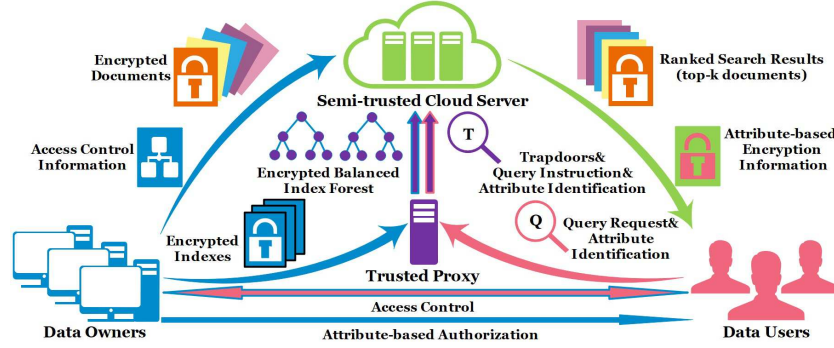 Encrypted
Documents
Ranked Search Results
(top-k documents)
Semi-trusted Cloud Server
Access Control
Information
T
Attribute-based
Encryption
Information
Encrypted Balanced
Index Forest
Trapdoors&
Query Instruction&
Attribute Identification
Encrypted
Indexes
Q
Query Request&
Attribute
Identification
Trusted Proxy
Access Control
Data Owners
Attribute-based Authorization
Data Users